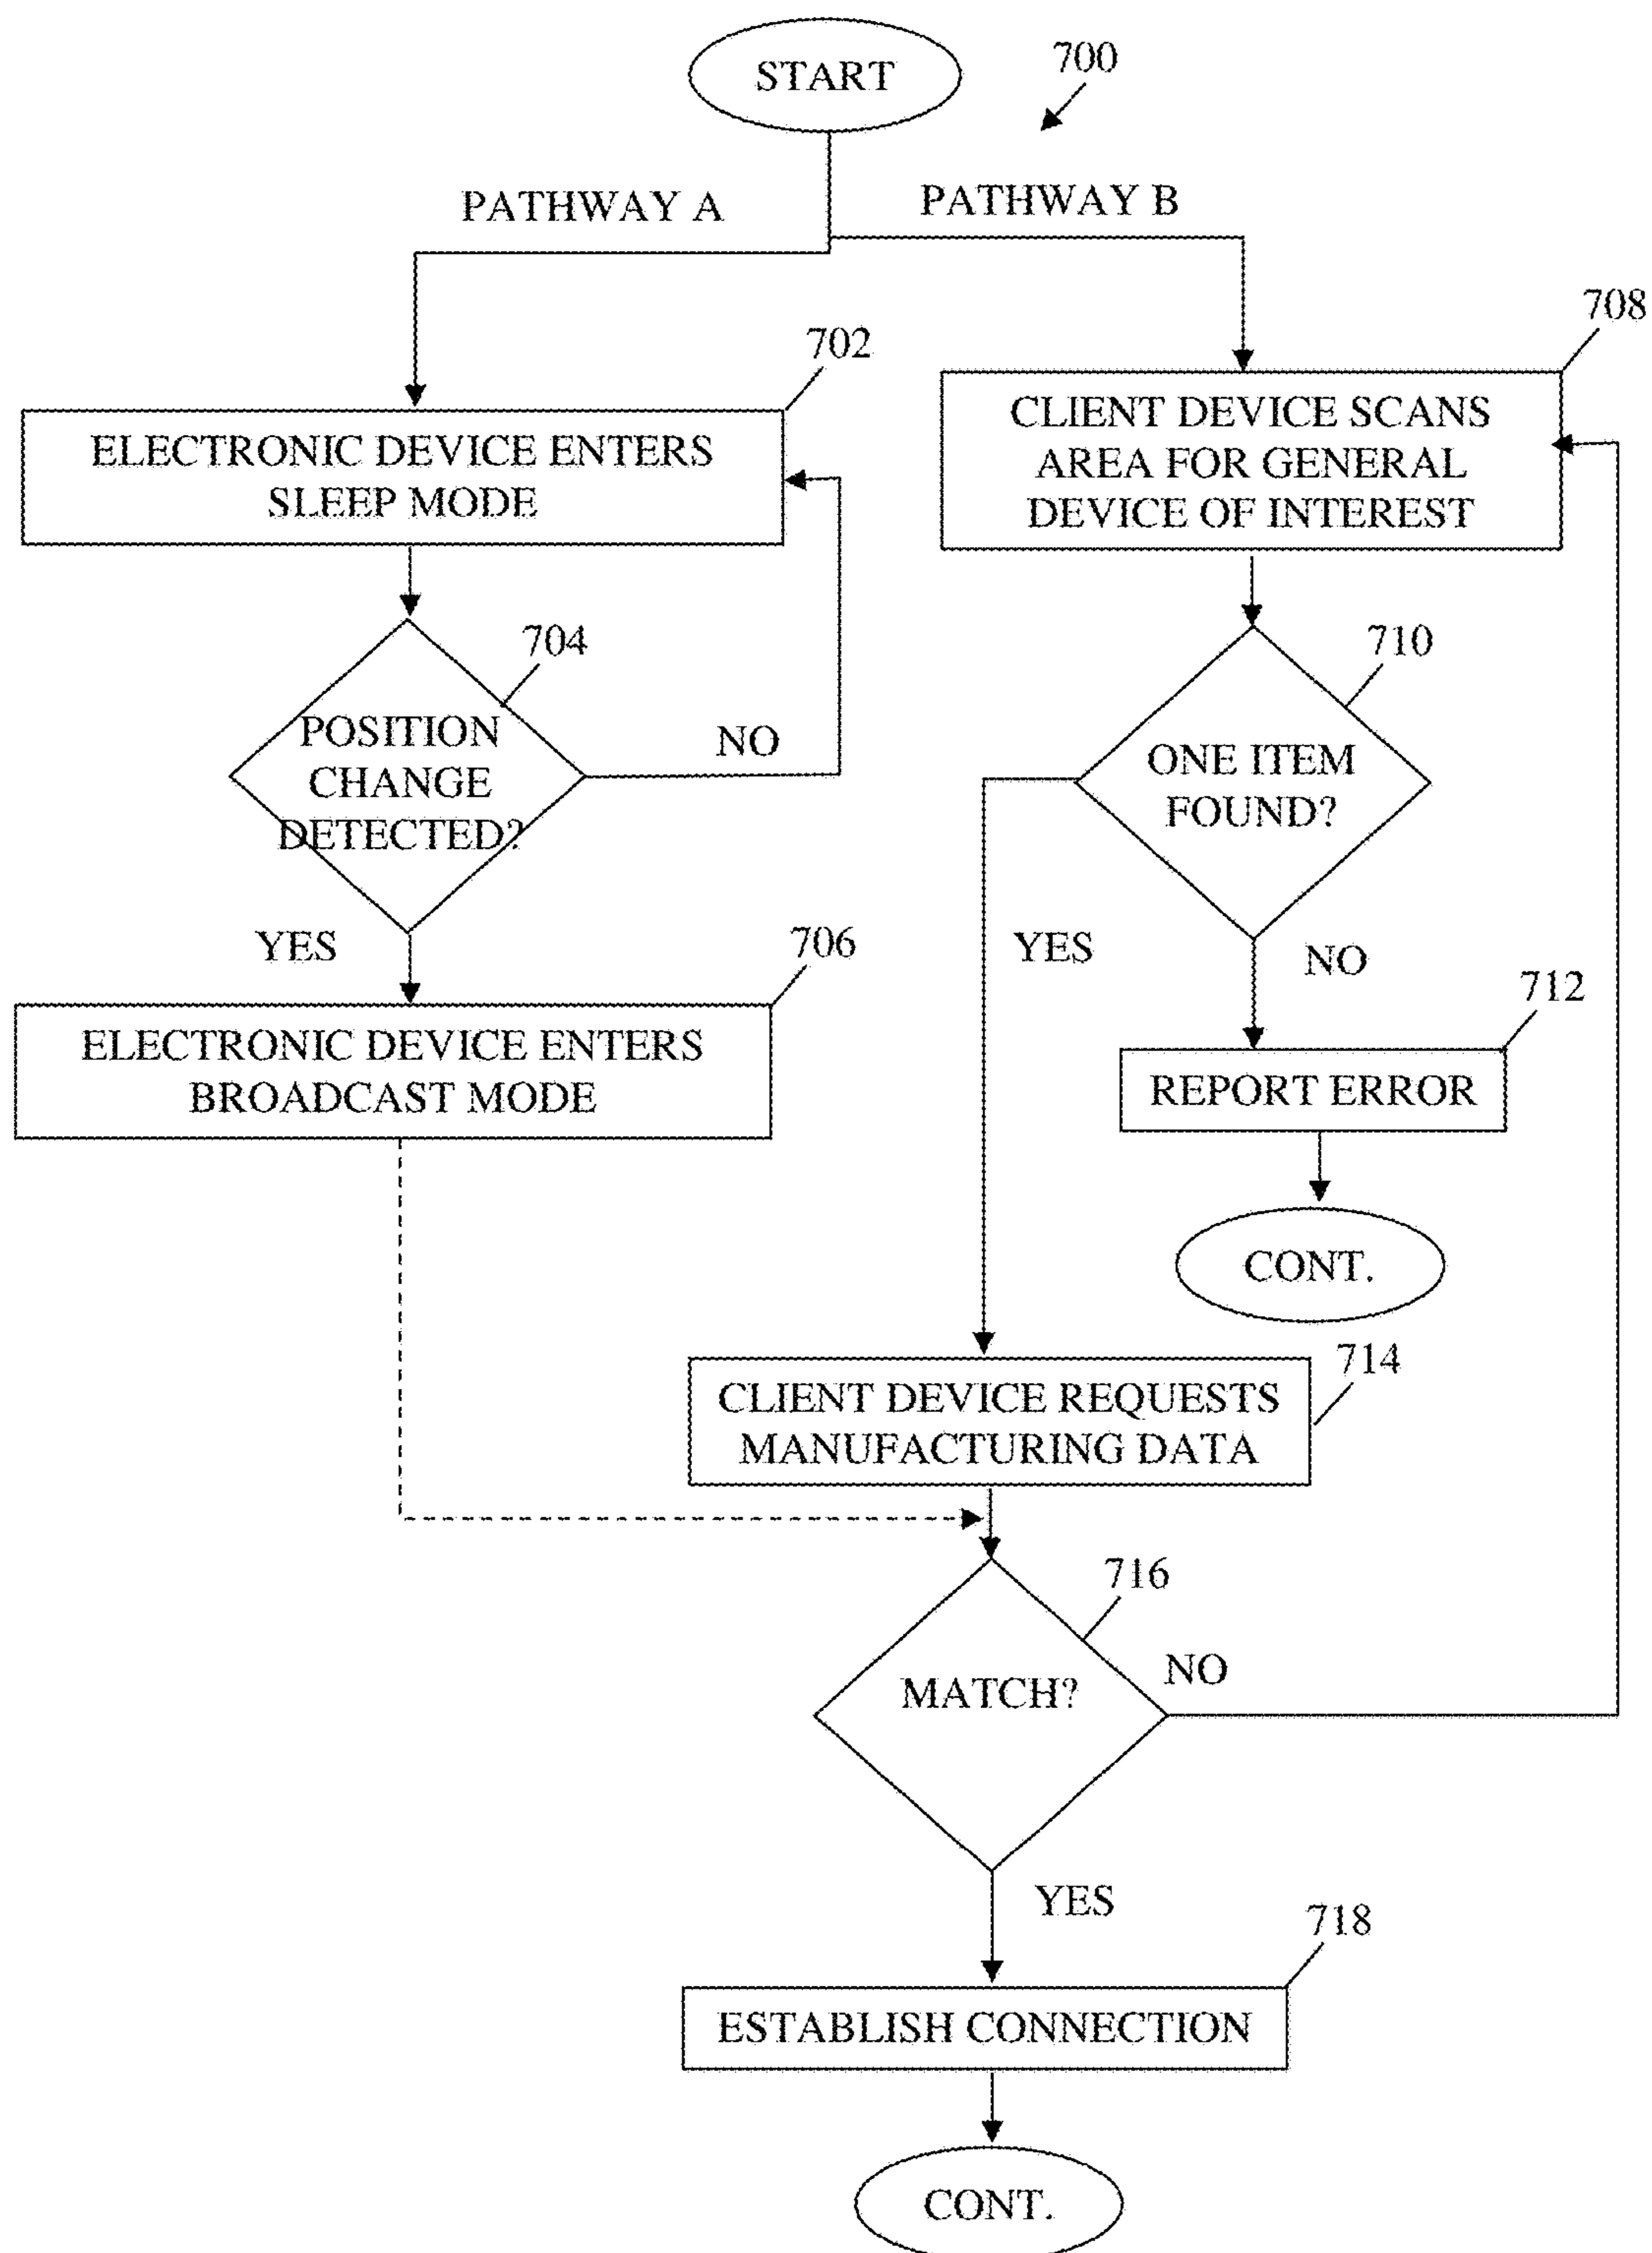 START
700
PATHWAY A
PATHWAY B
702
ELECTRONIC DEVICE ENTERS
SLEEP MODE
708
CLIENT DEVICE SCANS
AREA FOR GENERAL
DEVICE OF INTEREST
704
POSITION
CHANGE
DETECTED?
NO
YES
710
ONE ITEM
FOUND?
YES
NO
706
ELECTRONIC DEVICE ENTERS
BROADCAST MODE
712
REPORT ERROR
CONT.
714
CLIENT DEVICE REQUESTS
MANUFACTURING DATA
716
MATCH?
NO
YES
718
ESTABLISH CONNECTION
CONT.